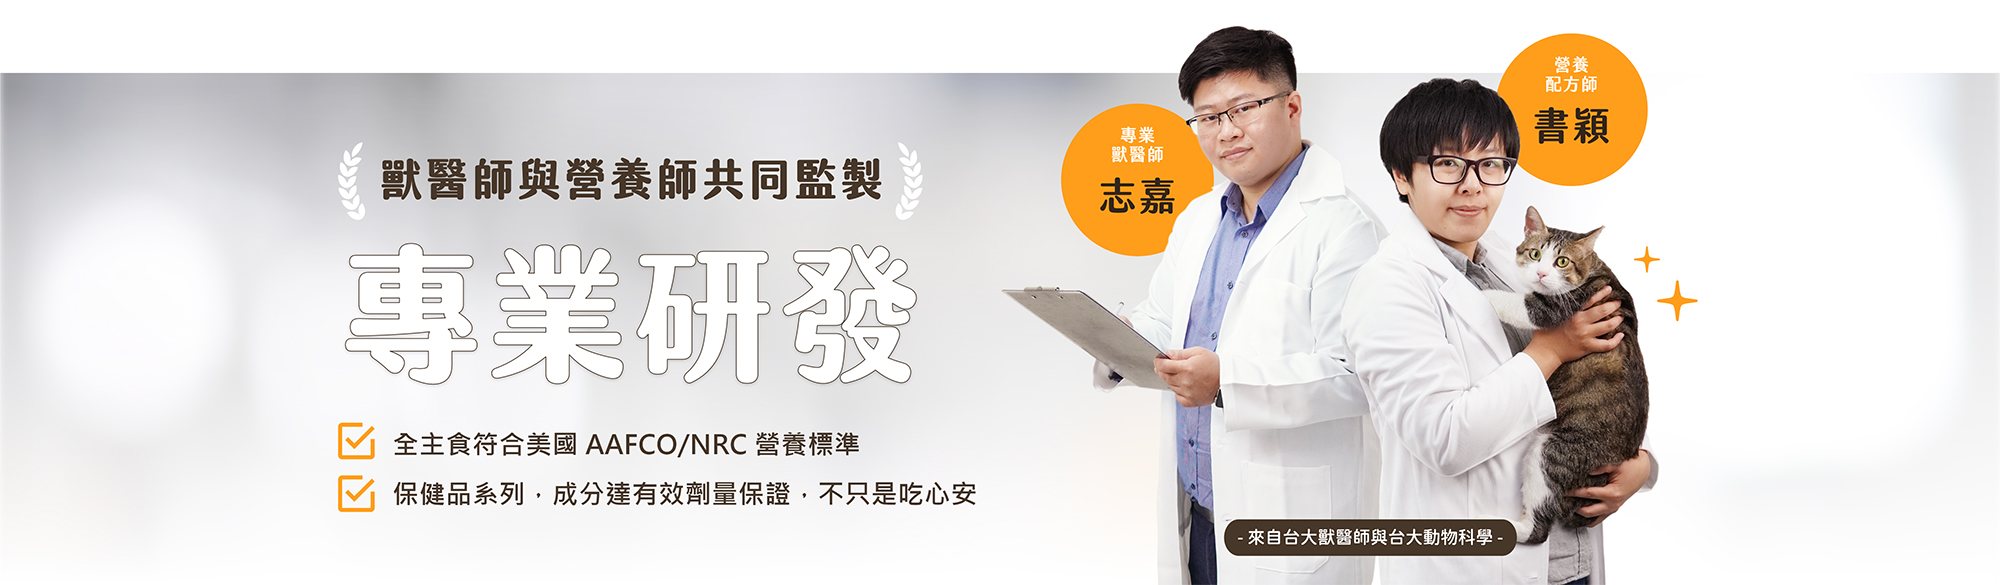 獸醫師與營養師共同監製
專業研發
全主食符合美國 AAFCO/NRC 營養標準
保健品系列，成分達有效劑量保證，不只是吃心安
專業
獸醫師
志嘉
營養
配方師
書穎
- 來自台大獸醫師與台大動物科學 -